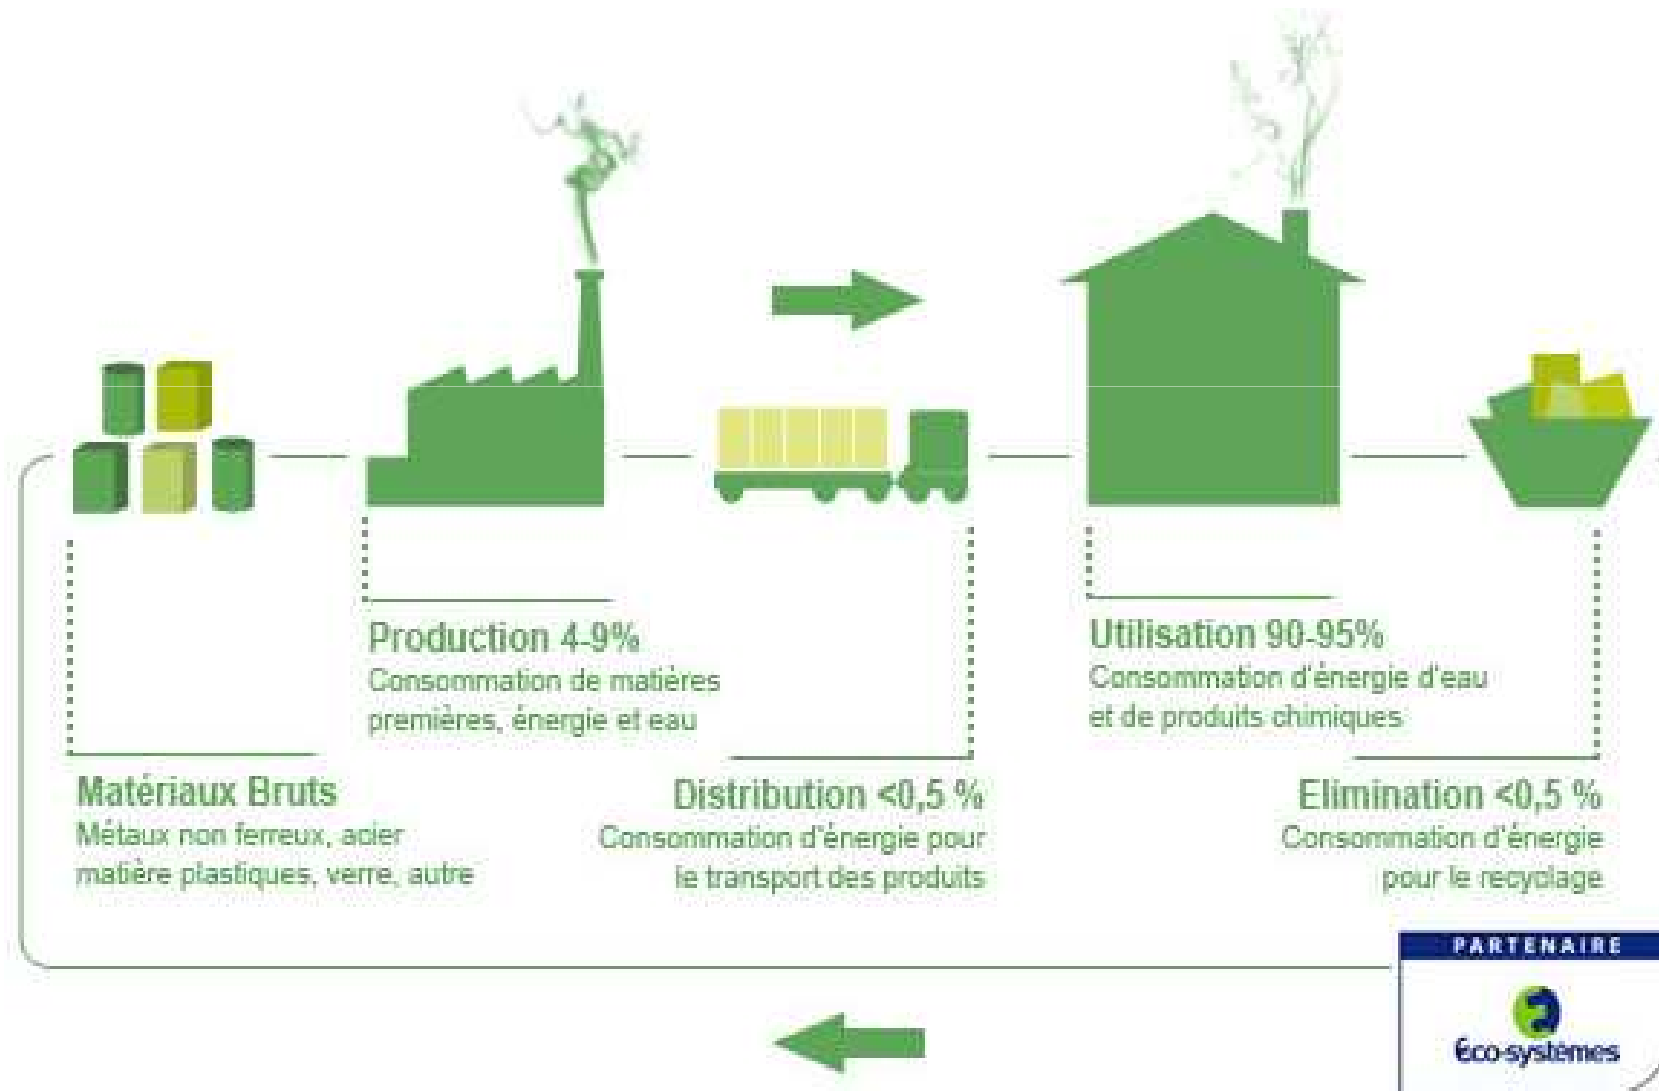 Matériaux Bruts
Métaux non ferreux, acier
matière plastiques, verre, autre
Production 4-9%
Consommation de matières
premières, énergie et eau
Distribution <0,5 %
Consommation d'énergie pour
le transport des produits
Utilisation 90-95%
Consommation d'énergie d'eau
et de produits chimiques
Elimination <0,5 %
Consommation d'énergie
pour le recyclage
PARTENAIRE
Éco-systèmes